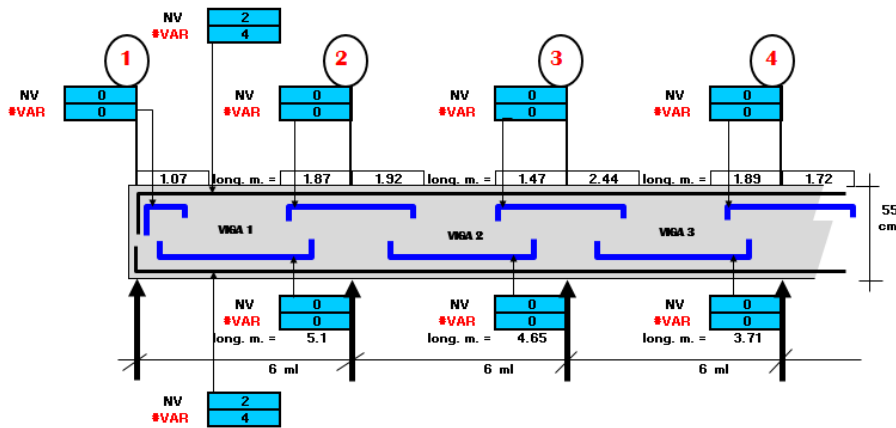 NV 2
#VAR 4
1 2 3 4
NV 0 NV 0 NV 0 NV 0
#VAR 0 #VAR 0 #VAR 0 #VAR 0
1.07 long. m. = 1.87 1.92 long. m. = 1.47 2.44 long. m. = 1.89 1.72
VIGA 1 VIGA 2 VIGA 3
55
cm
NV 0 NV 0 NV 0
#VAR 0 #VAR 0 #VAR 0
long. m. = 5.1 long. m. = 4.65 long. m. = 3.71
6 ml 6 ml 6 ml
NV 2
#VAR 4